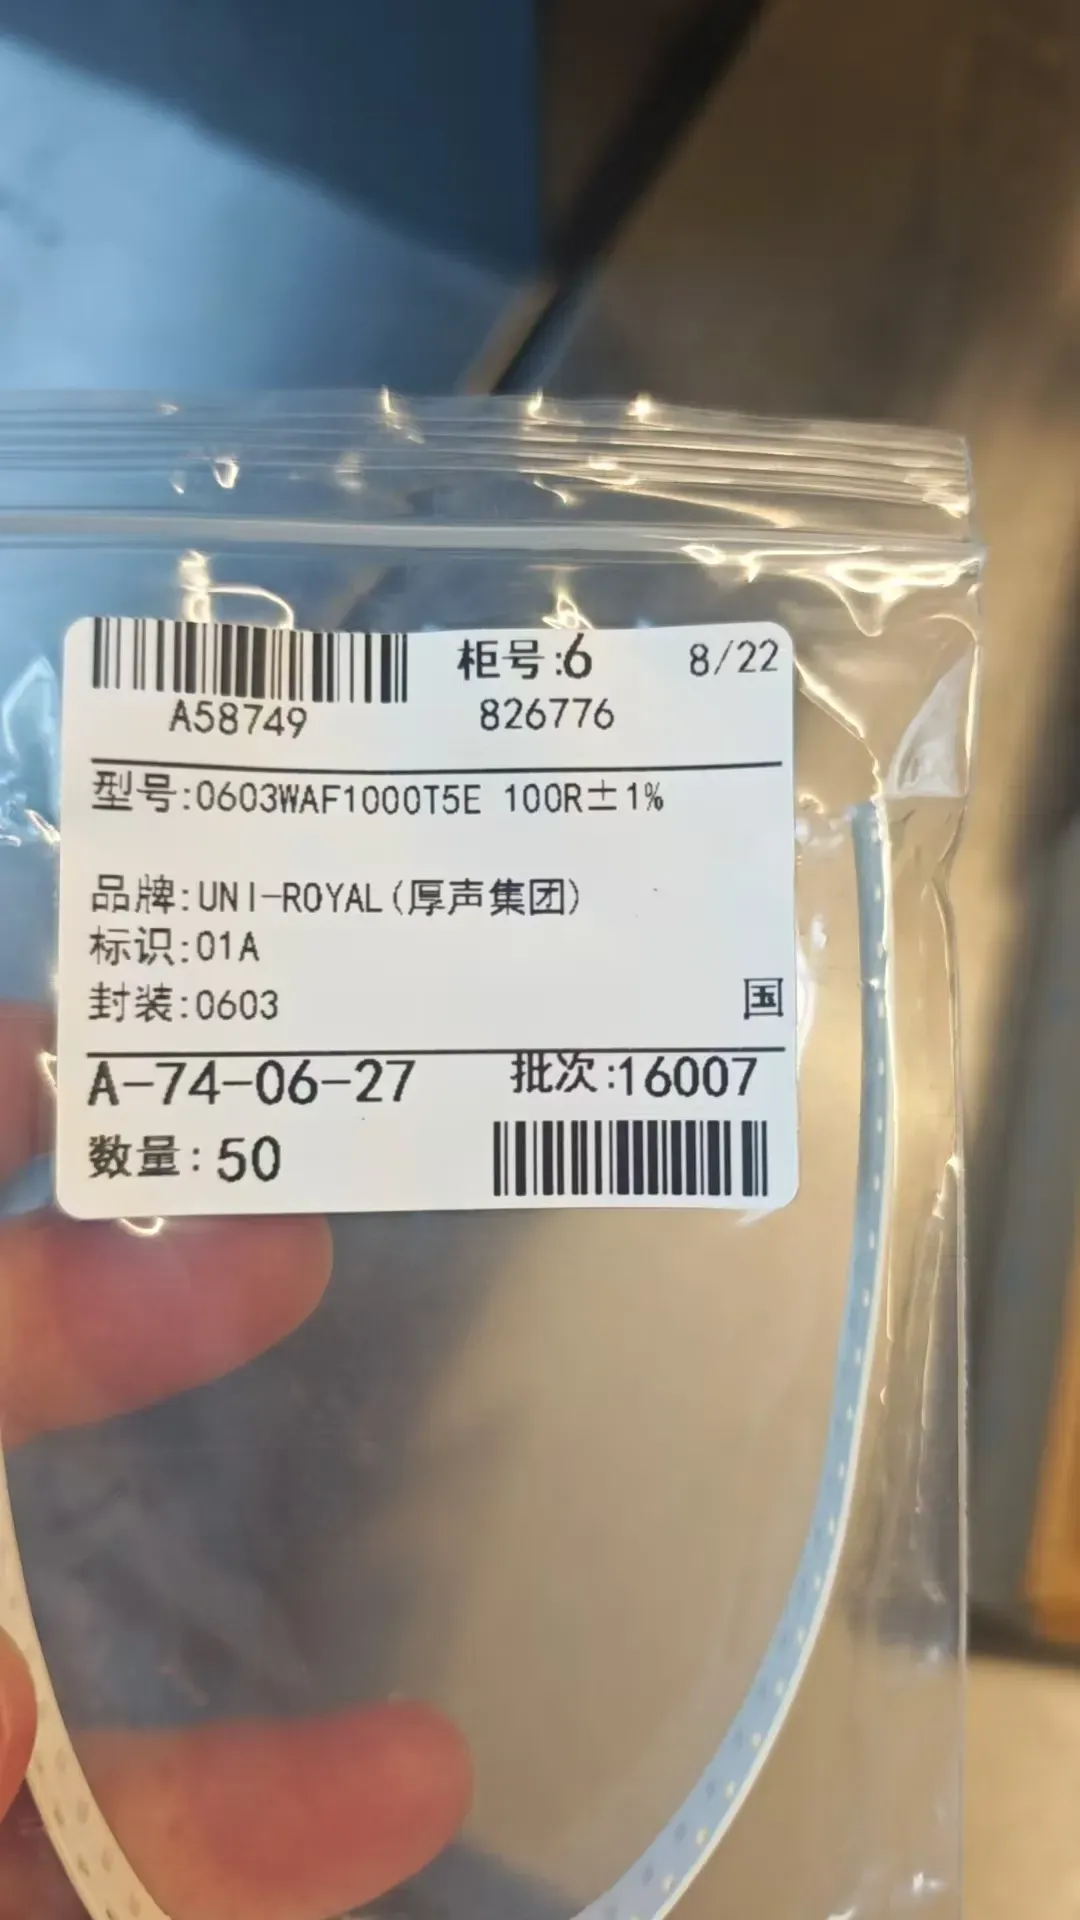 柜号:6 8/22
A58749 826776
型号:0603WAF1000T5E 100R±1%
品牌:UNI-ROYAL(厚声集团)
标识:01A
封装:0603
国
A-74-06-27 批次:16007
数量:50